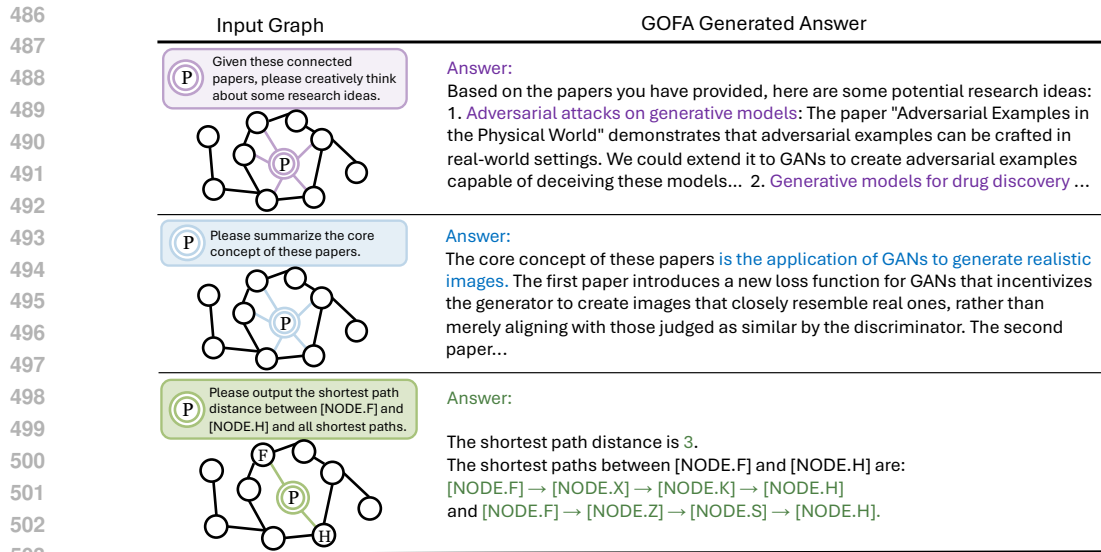 486
487
488
489
490
491
492
493
494
495
496
497
498
499
500
501
502
Input Graph
GOFA Generated Answer
P
Given these connected
papers, please creatively think
about some research ideas.
P
Answer:
Based on the papers you have provided, here are some potential research ideas:
1. Adversarial attacks on generative models: The paper "Adversarial Examples in
the Physical World" demonstrates that adversarial examples can be crafted in
real-world settings. We could extend it to GANs to create adversarial examples
capable of deceiving these models... 2. Generative models for drug discovery ...
P
Please summarize the core
concept of these papers.
P
Answer:
The core concept of these papers is the application of GANs to generate realistic
images. The first paper introduces a new loss function for GANs that incentivizes
the generator to create images that closely resemble real ones, rather than
merely aligning with those judged as similar by the discriminator. The second
paper...
P
Please output the shortest path
distance between [NODE.F] and
[NODE.H] and all shortest paths.
F
P
H
Answer:
The shortest path distance is 3.
The shortest paths between [NODE.F] and [NODE.H] are:
[NODE.F] → [NODE.X] → [NODE.K] → [NODE.H]
and [NODE.F] → [NODE.Z] → [NODE.S] → [NODE.H].